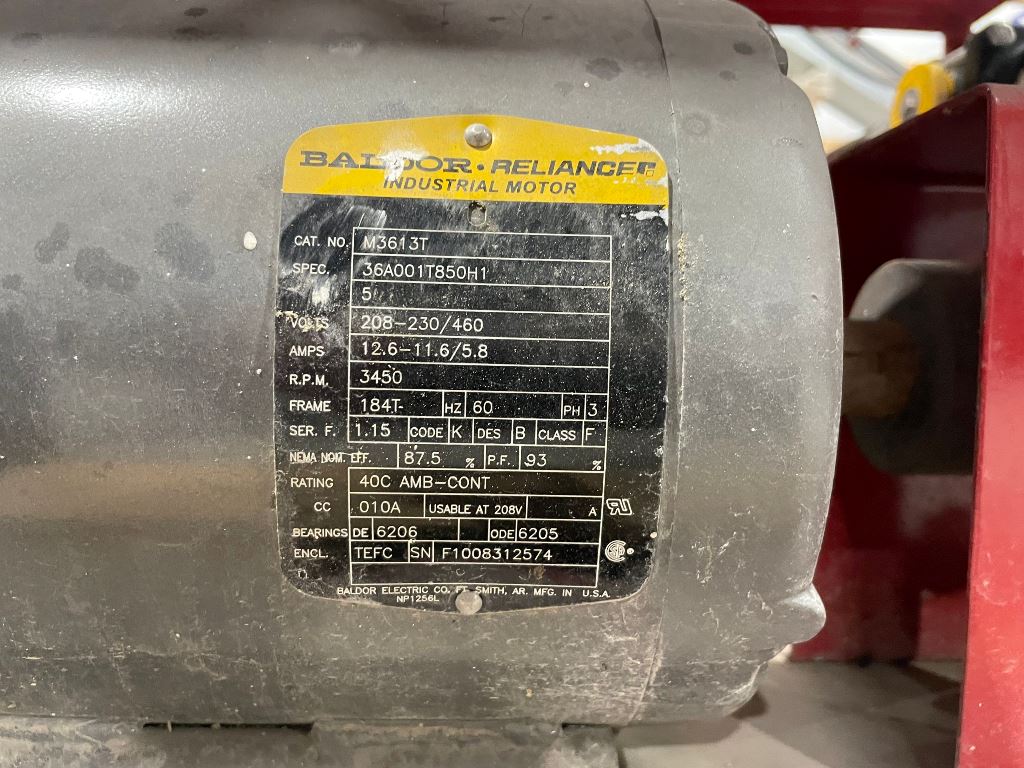 BALDOR • RELIANCER
INDUSTRIAL MOTOR
CAT. NO. M3613T
SPEC. 36A001T850H1
5
VOLTS 208-230/460
AMPS 12.6-11.6/5.8
R.P.M. 3450
FRAME 184T HZ 60 PH 3
SER. F. 1.15 CODE K DES B CLASS F
NEMA NOM. EFF. 87.5 % P.F. 93 %
RATING 40C AMB-CONT
CC 010A USABLE AT 208V A
BEARINGS DE 6206 ODE 6205
ENCL. TEFC SN F1008312574
BALDOR ELECTRIC CO. FT. SMITH, AR. MFG. IN U.S.A.
NP1256L